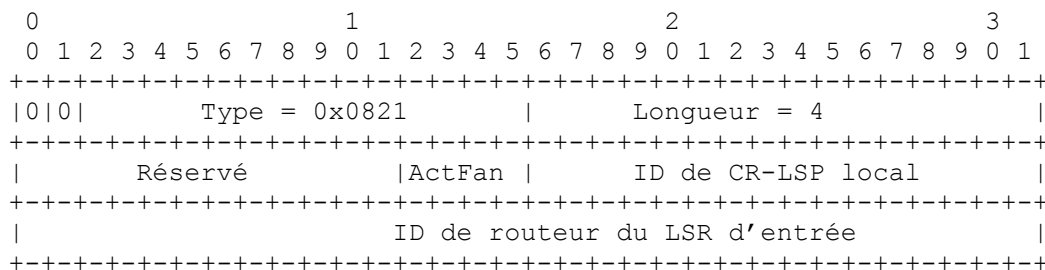 0                   1                   2                   3
0 1 2 3 4 5 6 7 8 9 0 1 2 3 4 5 6 7 8 9 0 1 2 3 4 5 6 7 8 9 0 1
+-+-+-+-+-+-+-+-+-+-+-+-+-+-+-+-+-+-+-+-+-+-+-+-+-+-+-+-+-+-+-+-+
|0|0|       Type = 0x0821       |      Longueur = 4             |
+-+-+-+-+-+-+-+-+-+-+-+-+-+-+-+-+-+-+-+-+-+-+-+-+-+-+-+-+-+-+-+-+
|       Réservé         |ActFan |      ID de CR-LSP local       |
+-+-+-+-+-+-+-+-+-+-+-+-+-+-+-+-+-+-+-+-+-+-+-+-+-+-+-+-+-+-+-+-+
|                       ID de routeur du LSR d’entrée           |
+-+-+-+-+-+-+-+-+-+-+-+-+-+-+-+-+-+-+-+-+-+-+-+-+-+-+-+-+-+-+-+-+